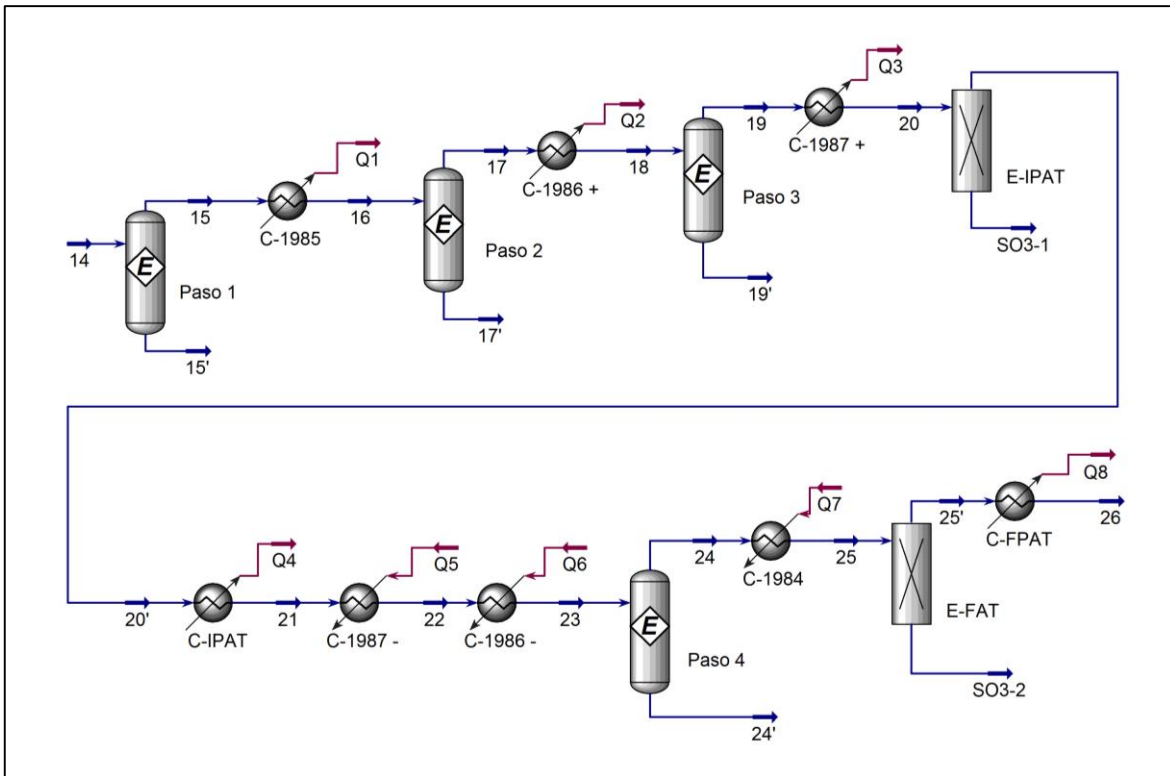 Q3
19
20
C-1987 +
E-IPAT
SO3-1
Q2
17
18
C-1986 +
E
Paso 3
19'
Q1
15
16
C-1985
E
Paso 2
17'
14
E
Paso 1
15'
Q8
25'
26
C-FPAT
Q7
24
25
C-1984
E-FAT
SO3-2
Q4
Q5
Q6
20'
21
22
23
C-IPAT
C-1987 -
C-1986 -
E
Paso 4
24'